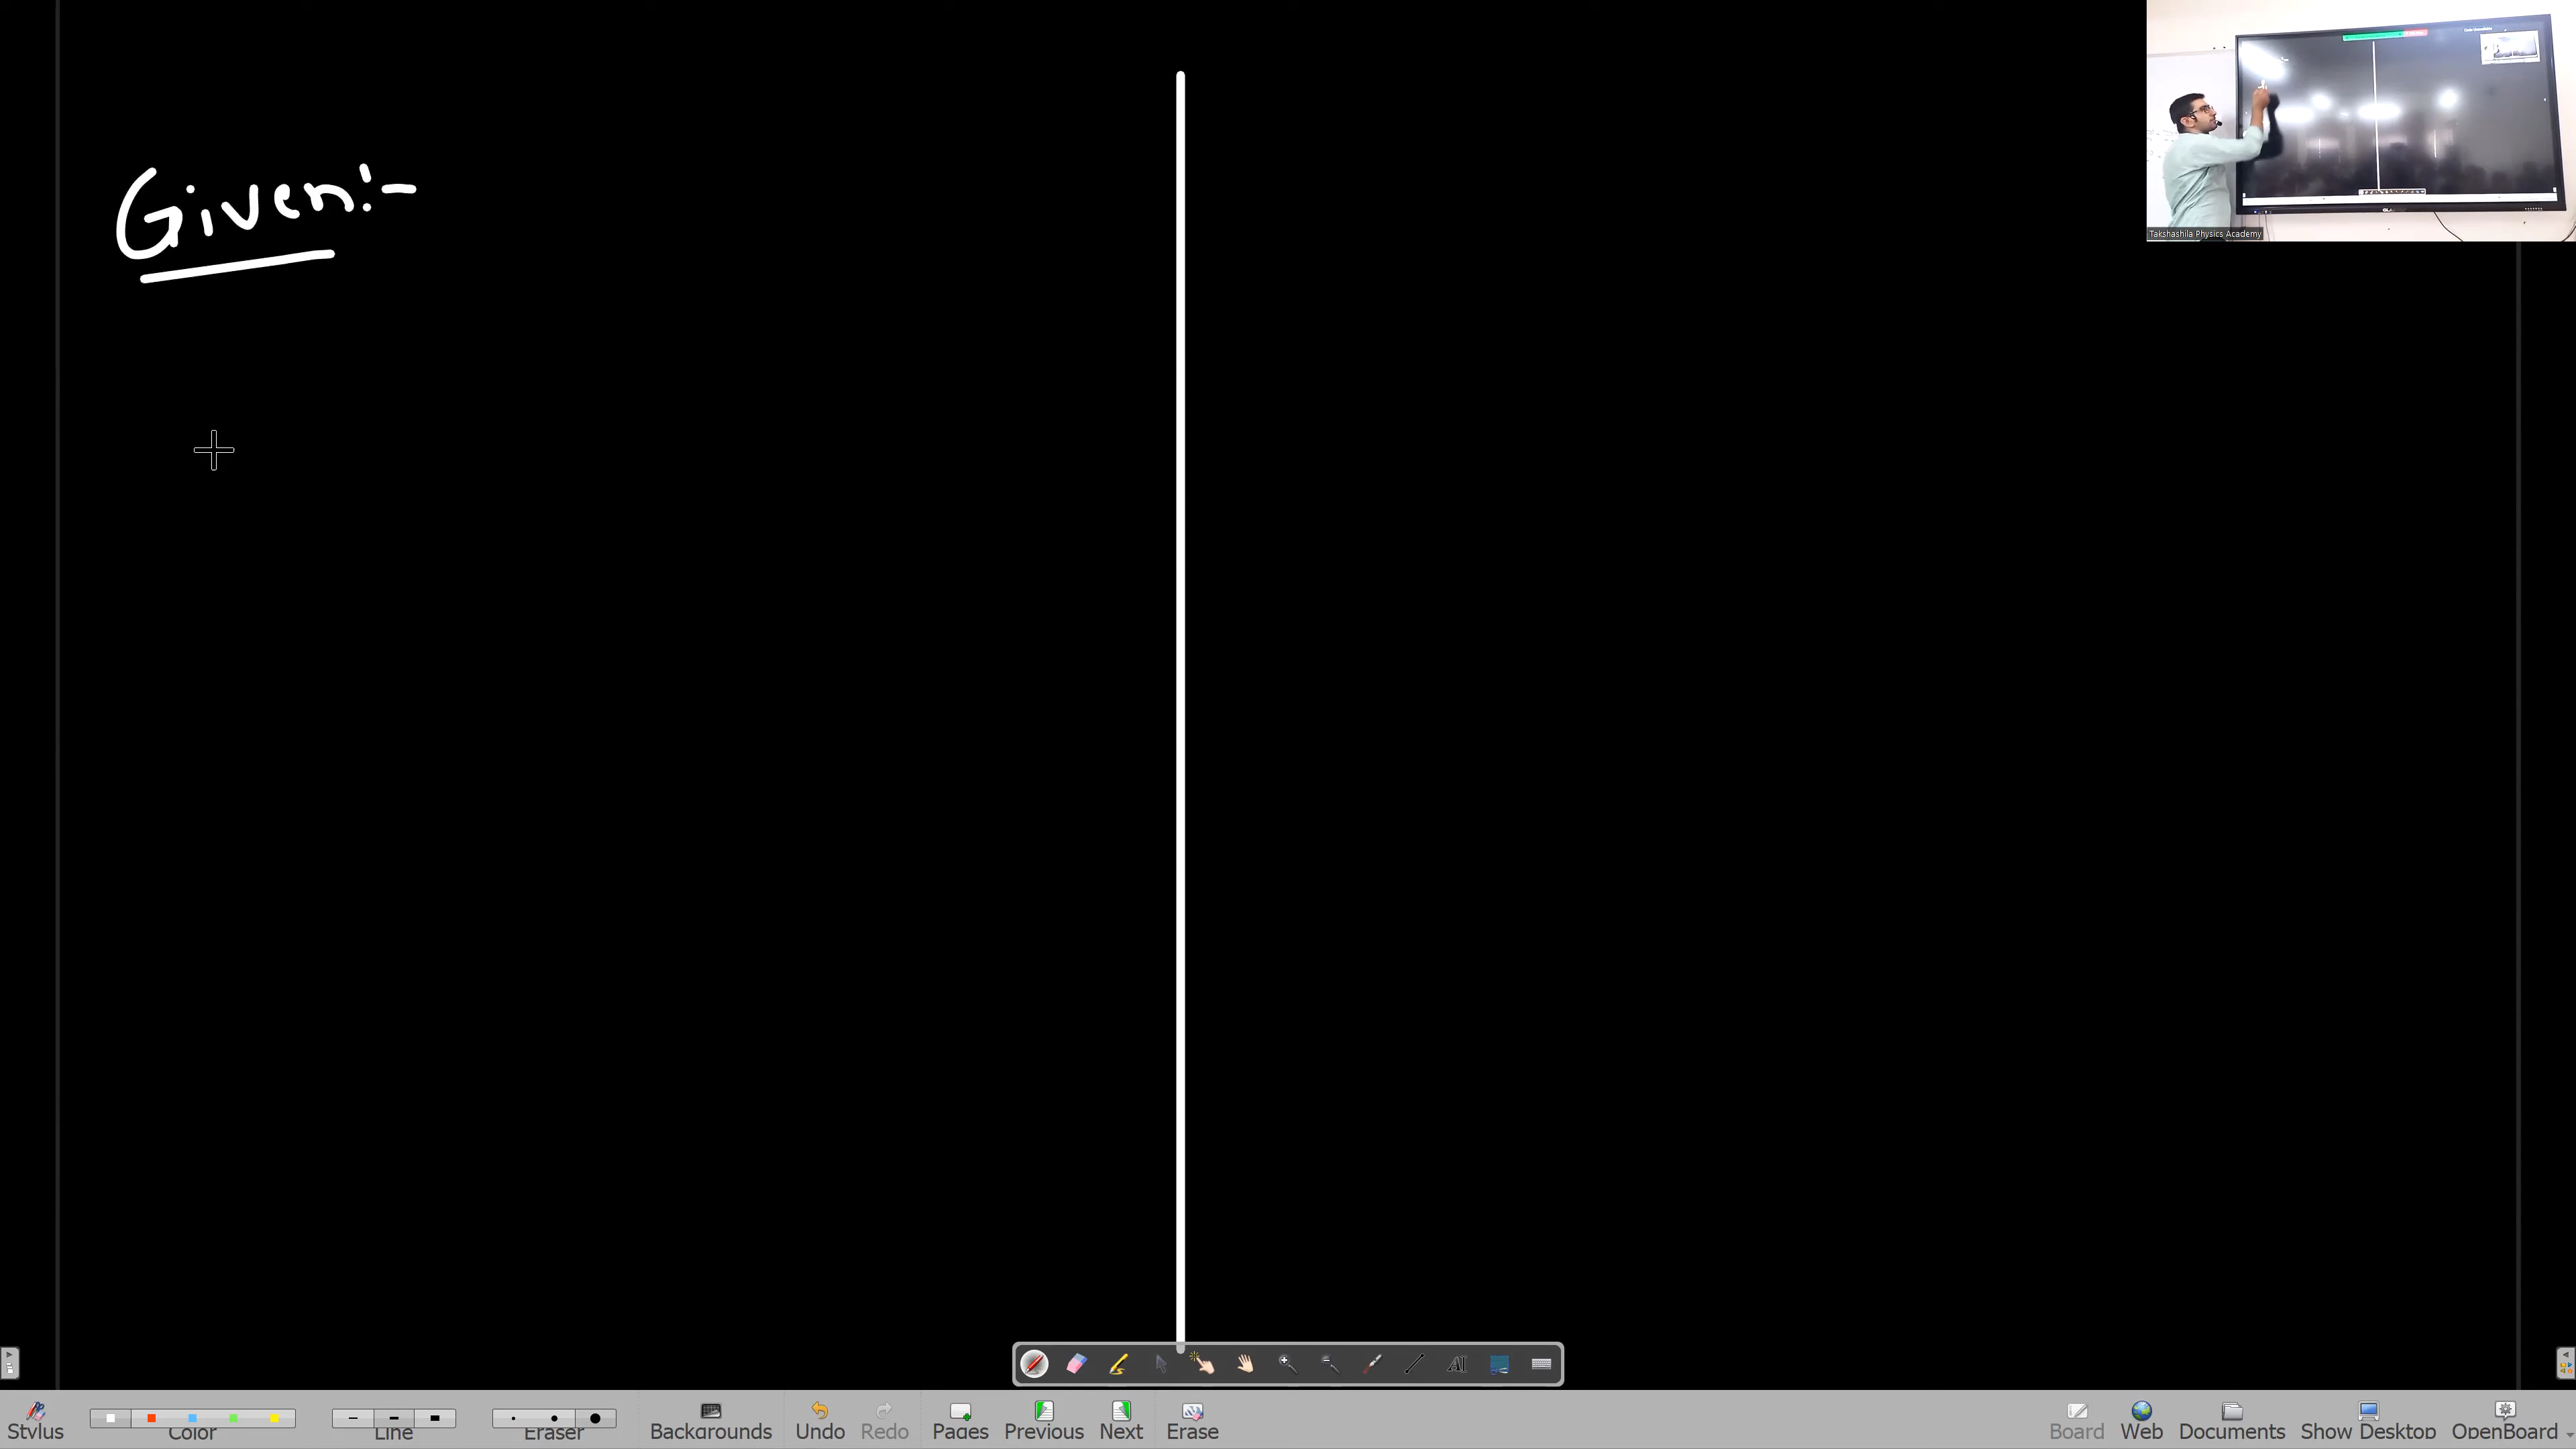 Given:-
Takshashila Physics Academy
Stylus
Color
Line
Eraser
Backgrounds
Undo
Redo
Pages
Previous
Next
Erase
Board
Web
Documents
Show Desktop
OpenBoard